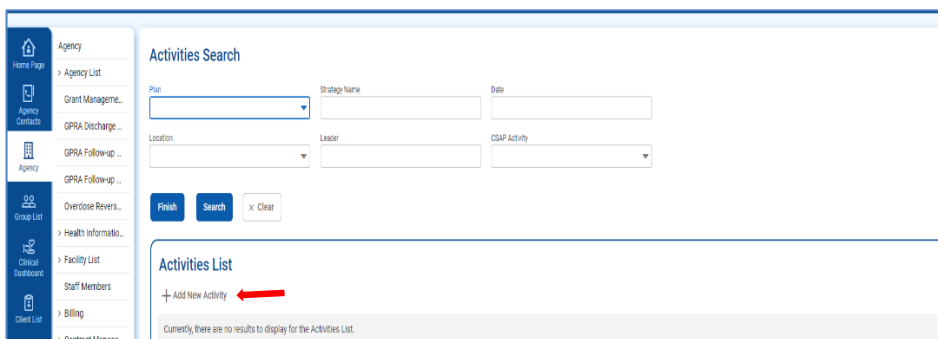 Home Page
Agency
Contacts
Agency
Group List
Clinical
Dashboard
Client List
Agency
> Agency List
Grant Manageme...
GPRA Discharge ...
GPRA Follow-up ...
GPRA Follow-up ...
Overdose Revers...
> Health Informatio...
> Facility List
Staff Members
> Billing
> Contract Manage...
Activities Search
Plan
Strategy Name
Date
Location
Leader
CSAP Activity
Finish
Search
× Clear
Activities List
+ Add New Activity
Currently, there are no results to display for the Activities List.